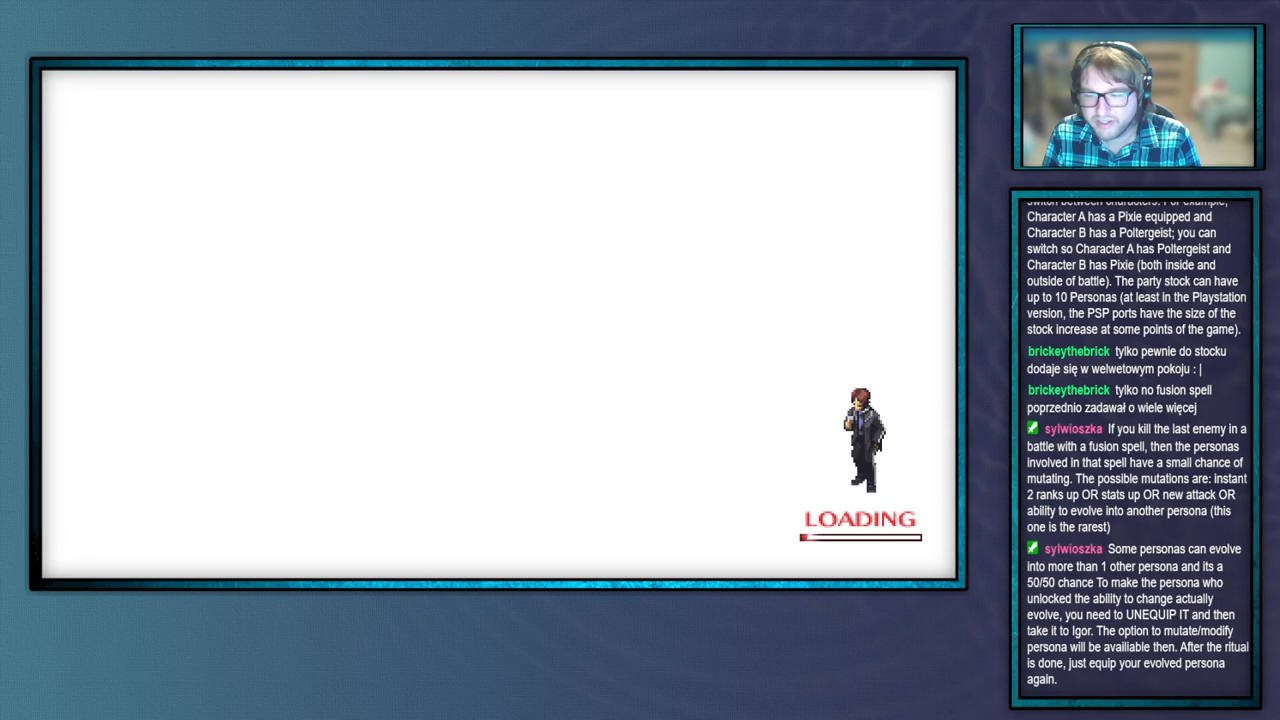 LOADING
switch between characters. For example,
Character A has a Pixie equipped and
Character B has a Poltergeist; you can
switch so Character A has Poltergeist and
Character B has Pixie (both inside and
outside of battle). The party stock can have
up to 10 Personas (at least in the Playstation
version, the PSP ports have the size of the
stock increase at some points of the game).
brickeythebrick tylko pewnie do stocku
dodaje się w welwetowym pokoju : |
brickeythebrick tylko no fusion spell
poprzednio zadawał o wiele więcej
sylwioszka If you kill the last enemy in a
battle with a fusion spell, then the personas
involved in that spell have a small chance of
mutating. The possible mutations are: instant
2 ranks up OR stats up OR new attack OR
ability to evolve into another persona (this
one is the rarest)
sylwioszka Some personas can evolve
into more than 1 other persona and its a
50/50 chance To make the persona who
unlocked the ability to change actually
evolve, you need to UNEQUIP IT and then
take it to Igor. The option to mutate/modify
persona will be availiable then. After the ritual
is done, just equip your evolved persona
again.